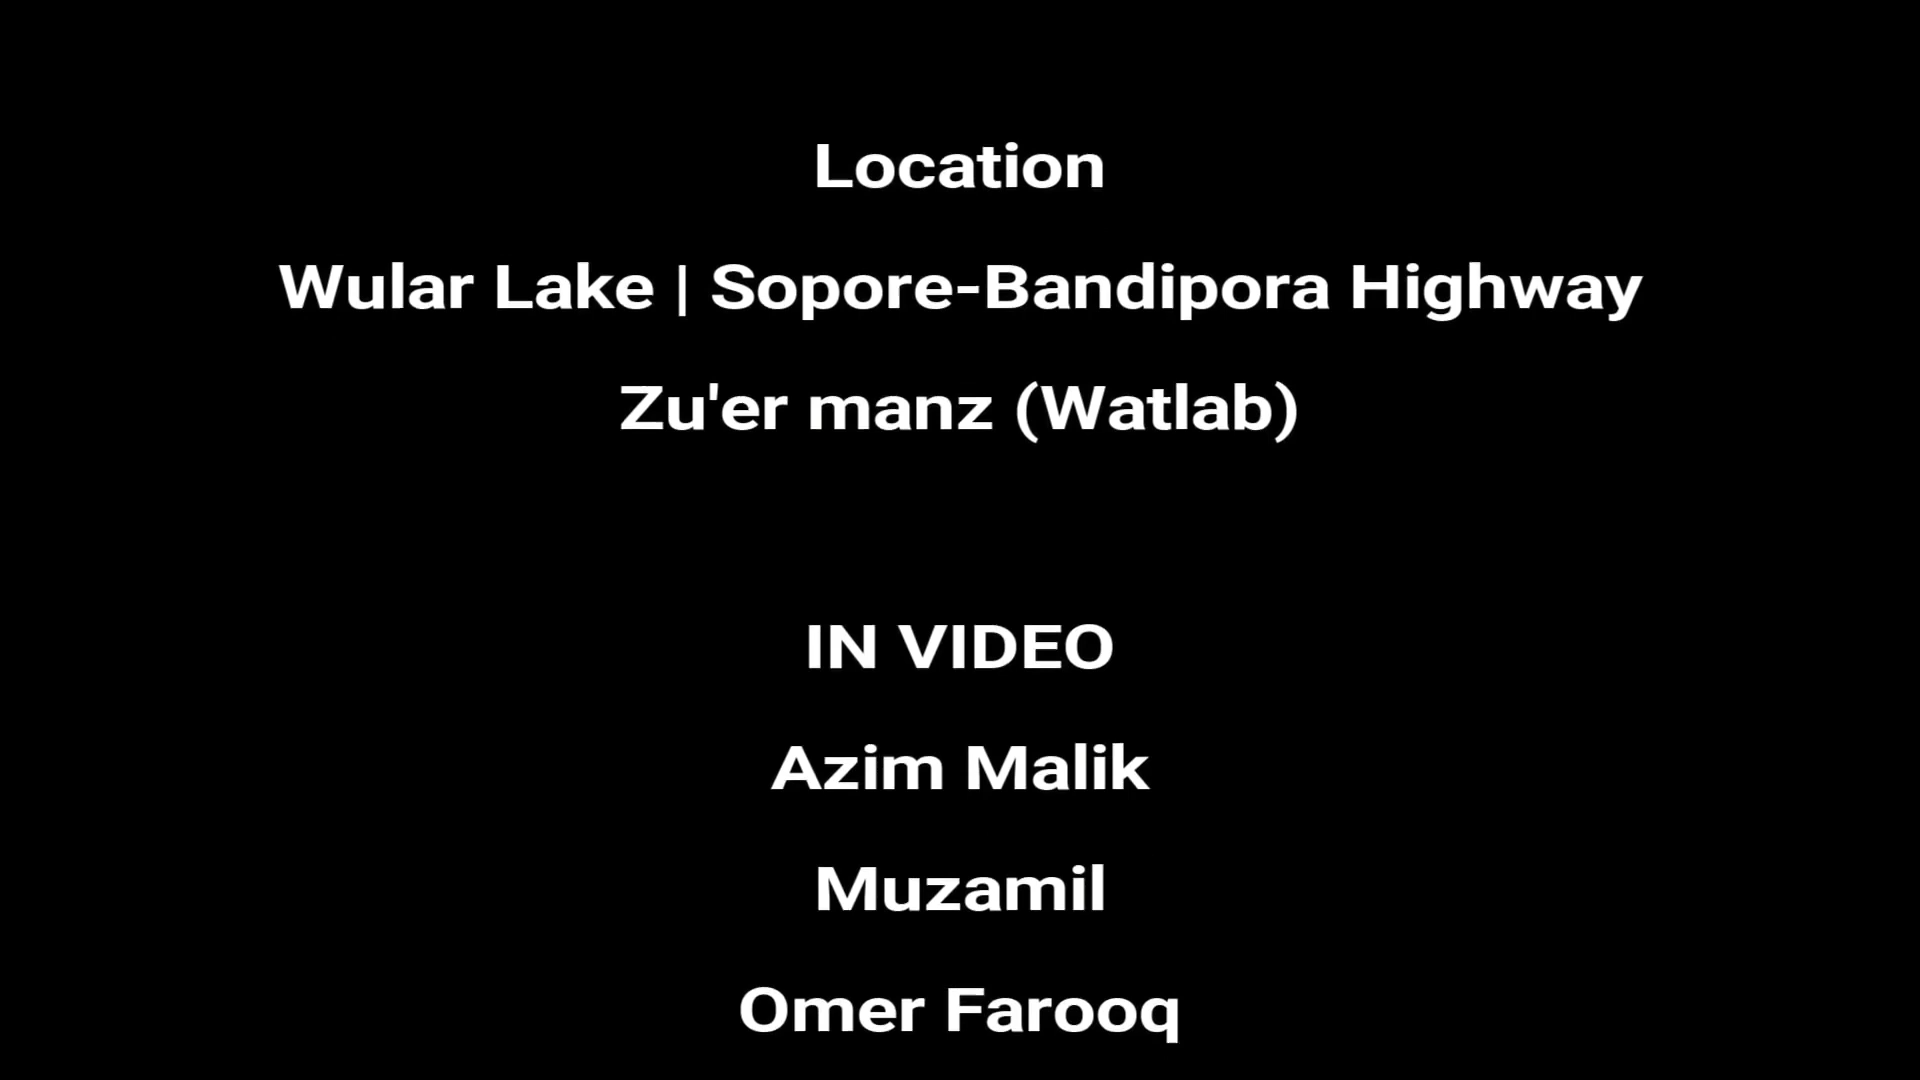 Location
Wular Lake | Sopore-Bandipora Highway
Zu'er manz (Watlab)
IN VIDEO
Azim Malik
Muzamil
Omer Farooq